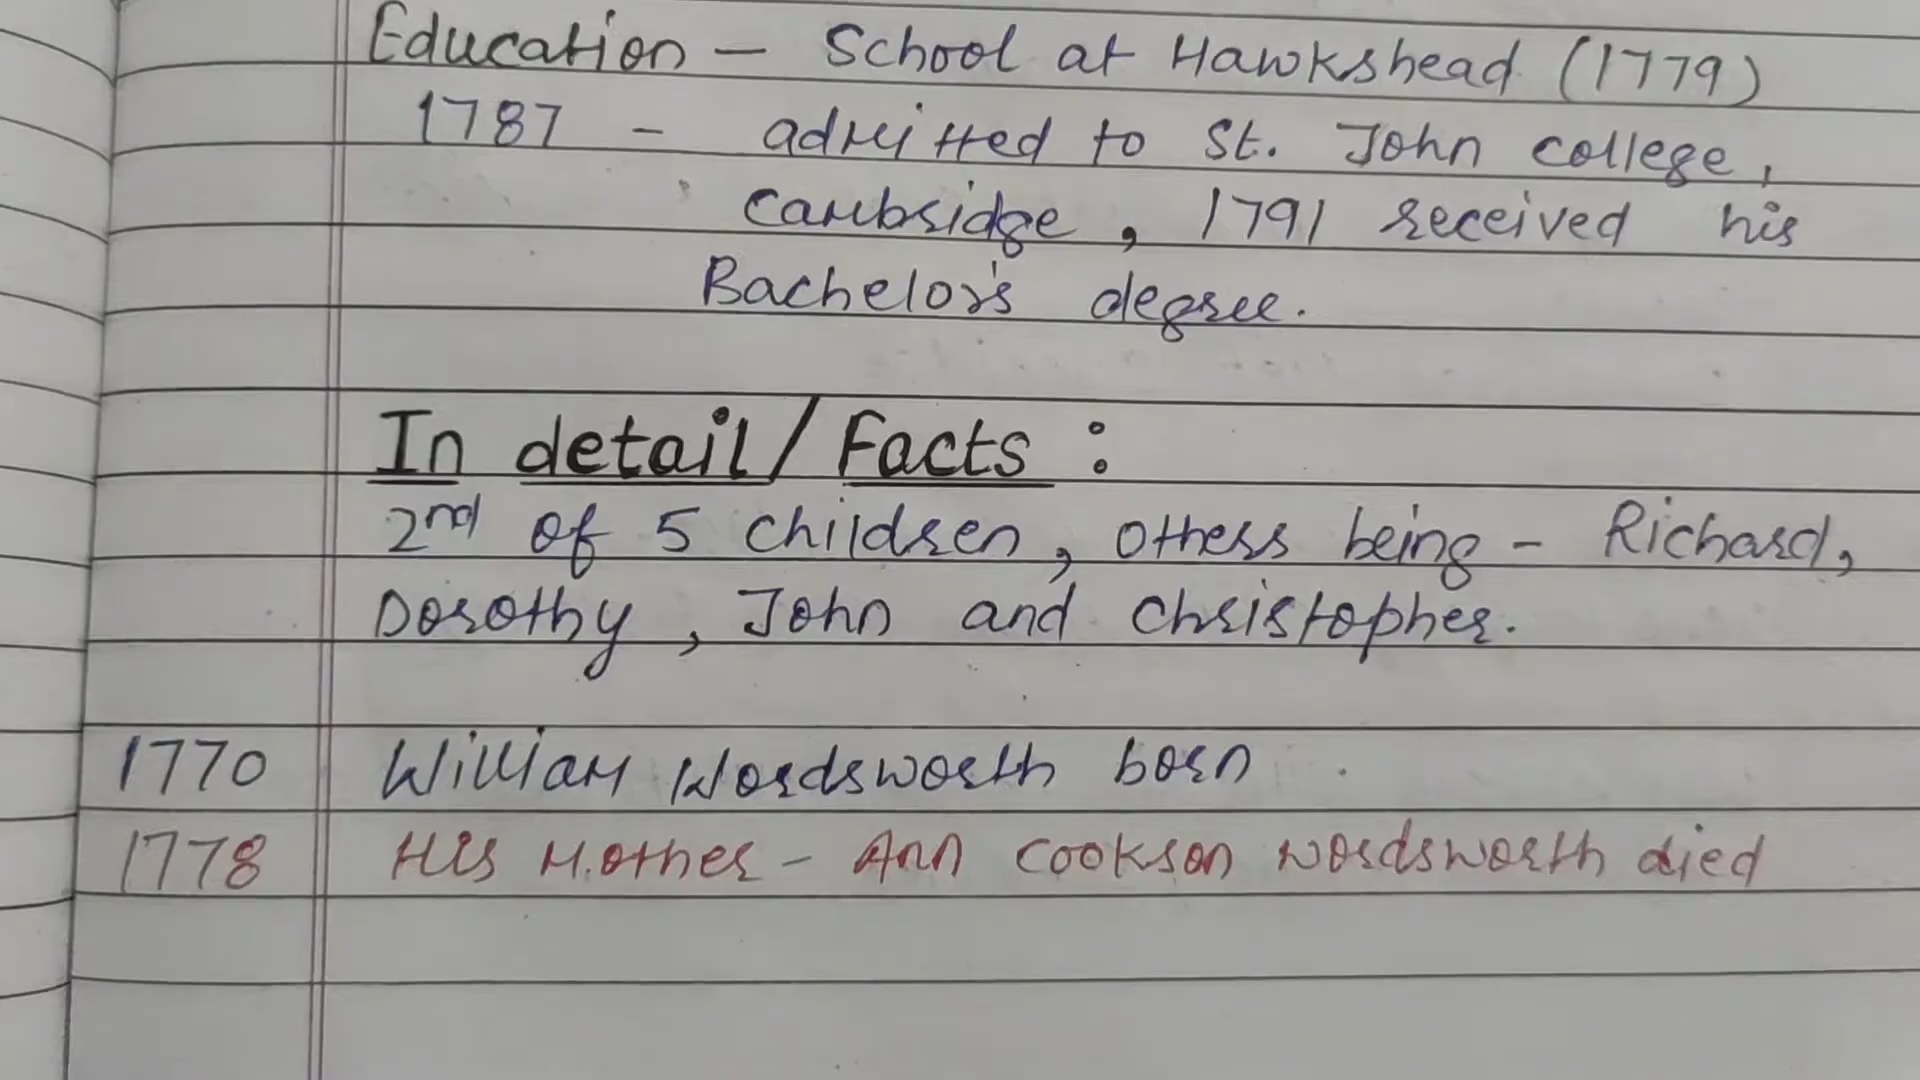 Education - School at Hawkshead (1779)
1787 - admitted to St. John college,
Cambridge, 1791 received his
Bachelor's degree.
In detail/Facts :
2nd of 5 children, others being - Richard,
Dorothy, John and Christopher.
1770 William Wordsworth born
1778 His Mother - Ann Cookson Wordsworth died